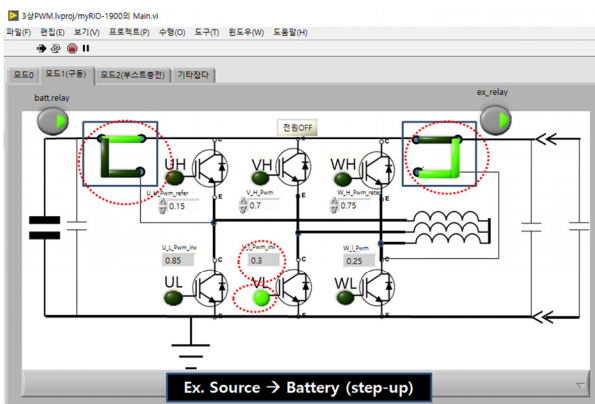 3상PWM.lvproj/myRIO-1900의 Main.vi
파일(F) 편집(E) 보기(V) 프로젝트(P) 수행(O) 도구(T) 윈도우(W) 도움말(H)
모드0 모드1(구동) 모드2(부스트충전) 기타잡다
batt.relay
ex_relay
전원OFF
UH
VH
WH
U_H_Pwm_refer
V_H_Pwm
W_H_Pwm_refer
0.15
0.7
0.75
U_L_Pwm_inv
V_l_Pwm_inv
W_l_Pwm
0.85
0.3
0.25
UL
VL
WL
C
C
C
E
E
E
C
C
C
E
E
E
Ex. Source → Battery (step-up)